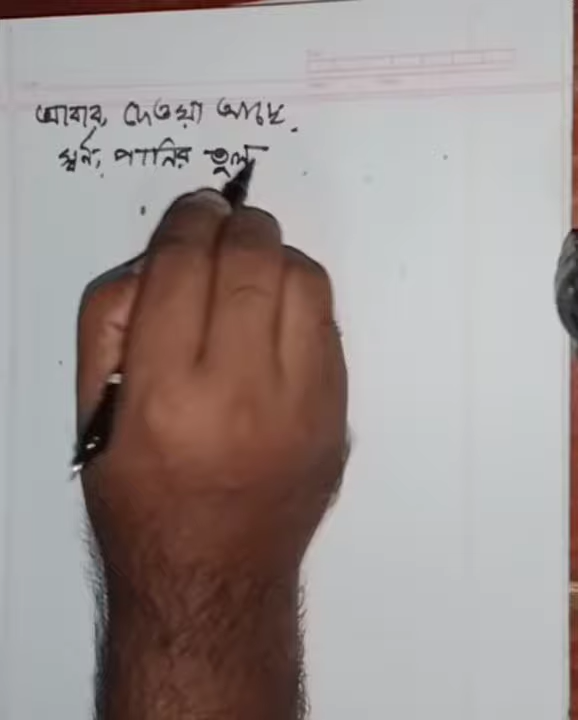 আবার, দেওয়া আছে.
স্বর্ন, পানির তুল